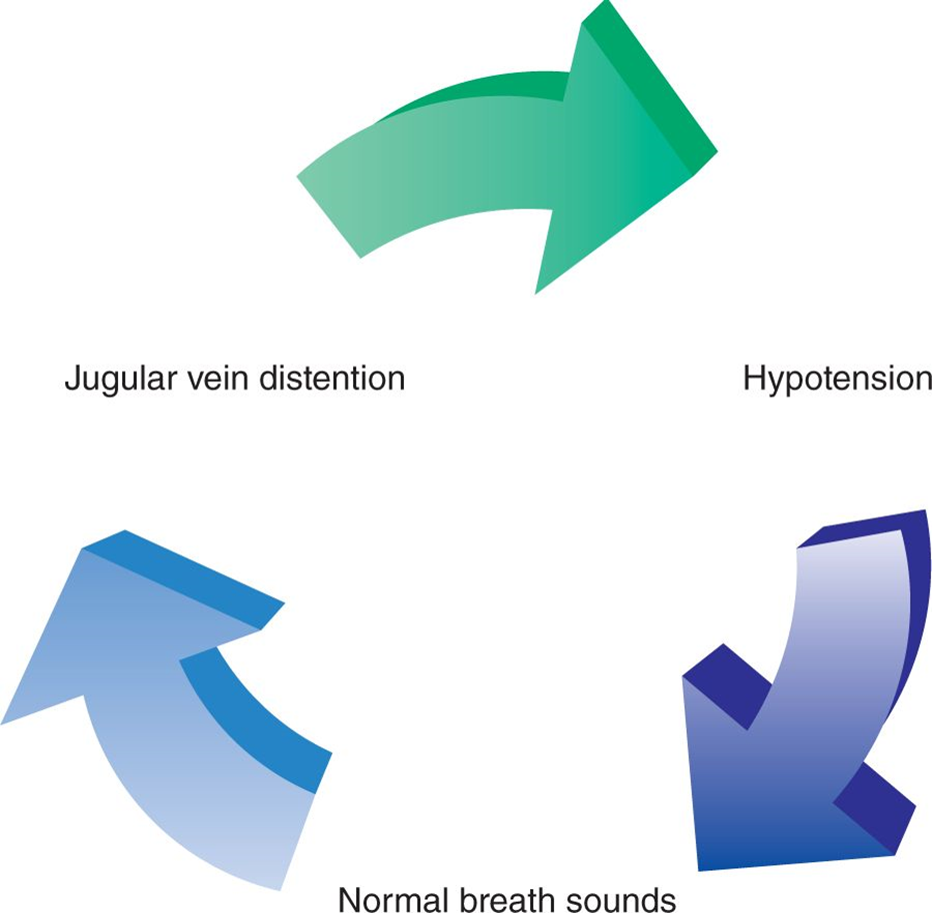 Jugular vein distention
Hypotension
Normal breath sounds